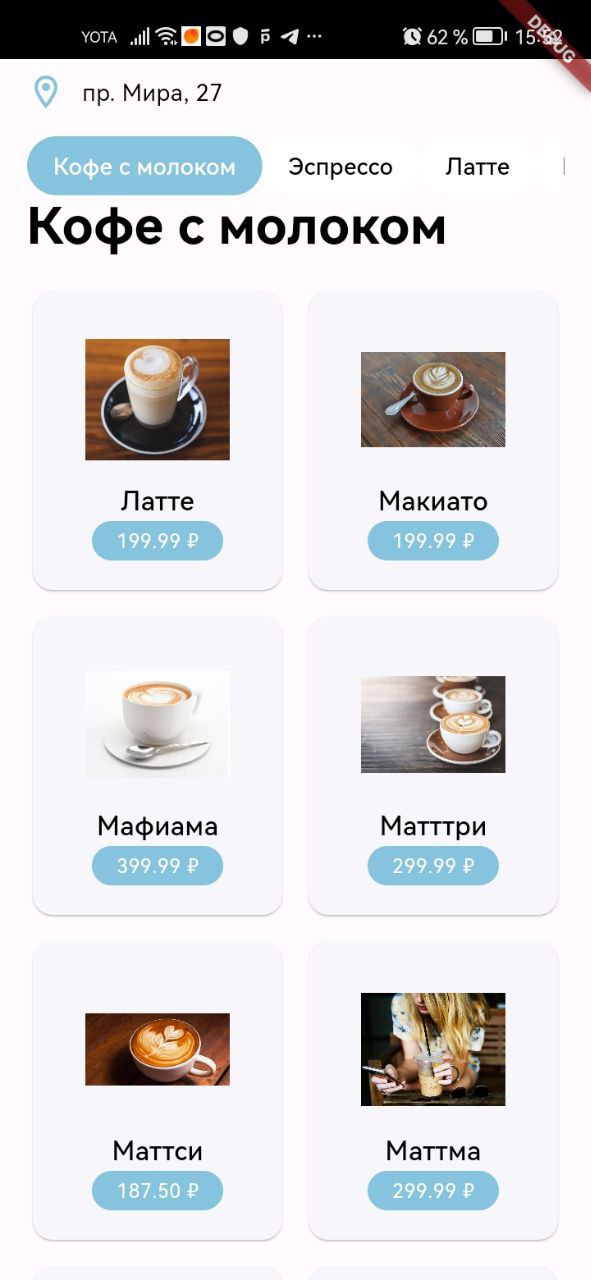 YOTA 62 % 15:52
DEBUG
пр. Мира, 27
Кофе с молоком Эспрессо Латте
Кофе с молоком
Латте Макиато
199.99 ₽ 199.99 ₽
Мафиама Матттри
399.99 ₽ 299.99 ₽
Маттси Маттма
187.50 ₽ 299.99 ₽